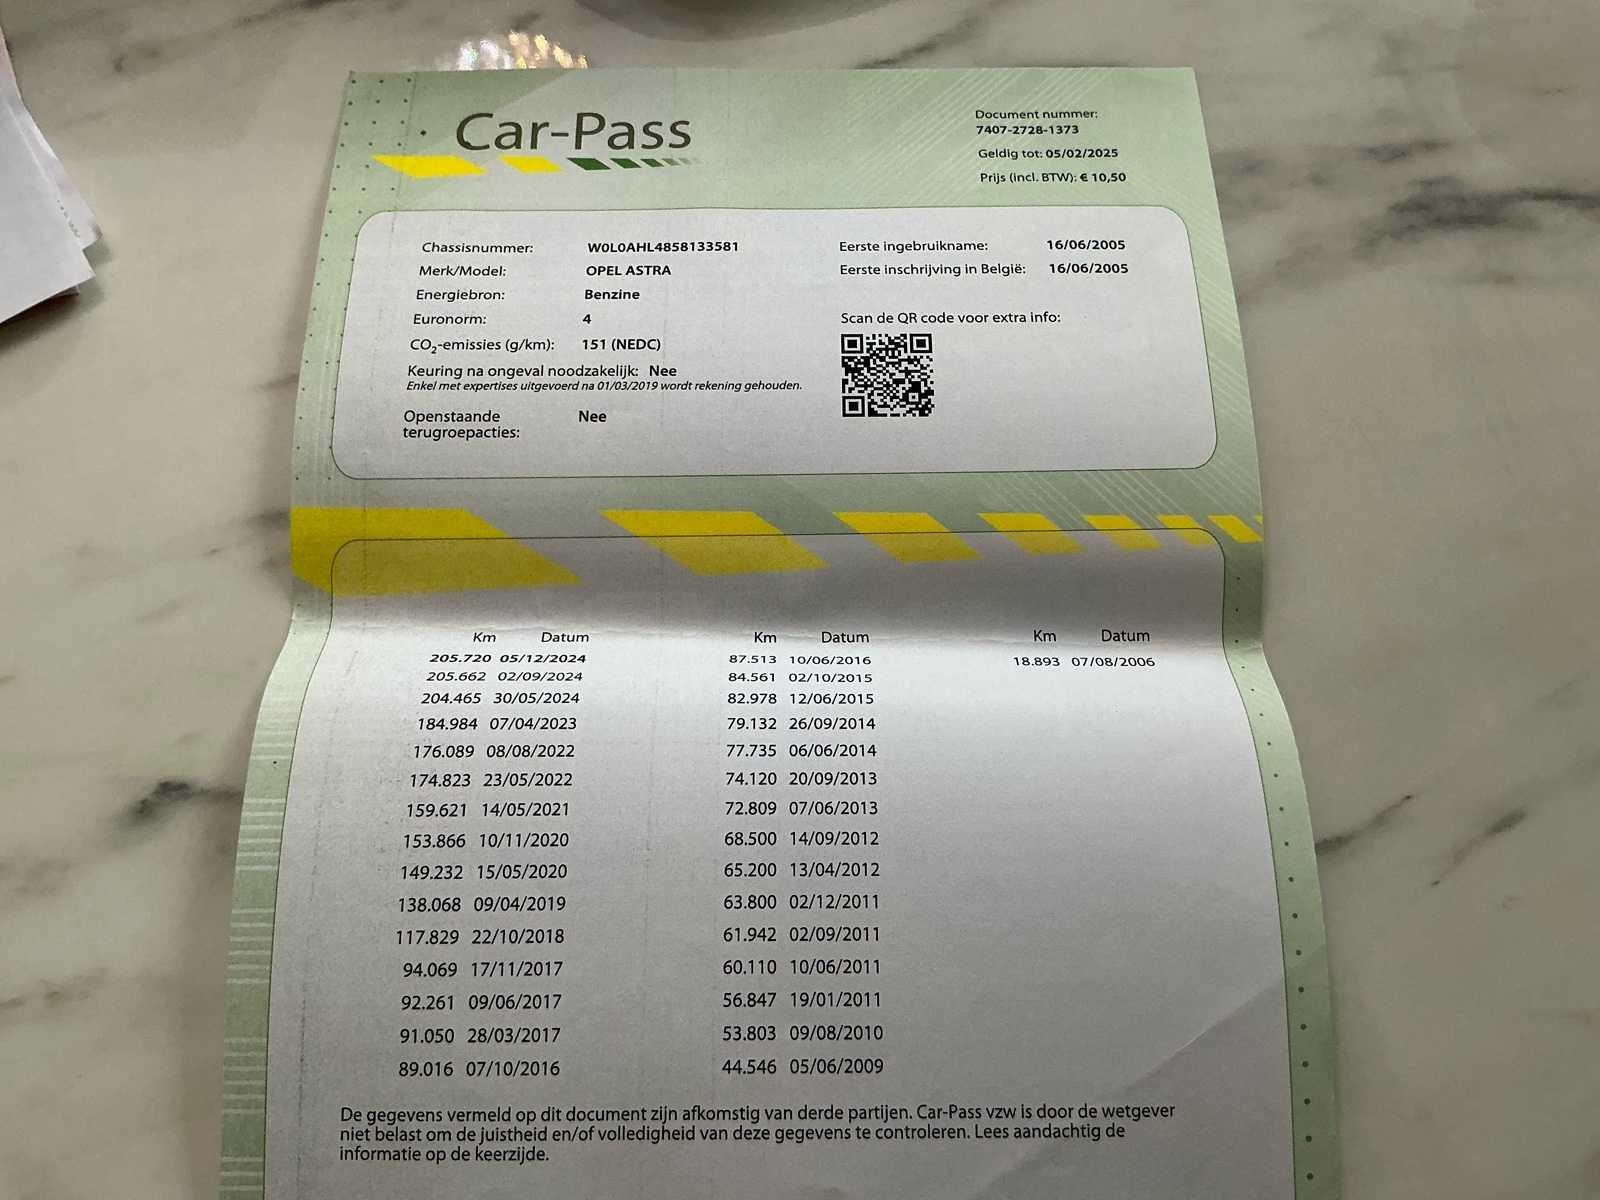 Car-Pass
Document nummer:
7407-2728-1373
Geldig tot: 05/02/2025
Prijs (incl. BTW): € 10,50
Chassisnummer: W0L0AHL4858133581
Merk/Model: OPEL ASTRA
Energiebron: Benzine
Euronorm: 4
CO₂-emissies (g/km): 151 (NEDC)
Keuring na ongeval noodzakelijk: Nee
Enkel met expertises uitgevoerd na 01/03/2019 wordt rekening gehouden.
Openstaande Nee
terugroepacties:
Eerste ingebruikname: 16/06/2005
Eerste inschrijving in België: 16/06/2005
Scan de QR code voor extra info:
Km Datum
205.720 05/12/2024
205.662 02/09/2024
204.465 30/05/2024
184.984 07/04/2023
176.089 08/08/2022
174.823 23/05/2022
159.621 14/05/2021
153.866 10/11/2020
149.232 15/05/2020
138.068 09/04/2019
117.829 22/10/2018
94.069 17/11/2017
92.261 09/06/2017
91.050 28/03/2017
89.016 07/10/2016
Km Datum
87.513 10/06/2016
84.561 02/10/2015
82.978 12/06/2015
79.132 26/09/2014
77.735 06/06/2014
74.120 20/09/2013
72.809 07/06/2013
68.500 14/09/2012
65.200 13/04/2012
63.800 02/12/2011
61.942 02/09/2011
60.110 10/06/2011
56.847 19/01/2011
53.803 09/08/2010
44.546 05/06/2009
Km Datum
18.893 07/08/2006
De gegevens vermeld op dit document zijn afkomstig van derde partijen. Car-Pass vzw is door de wetgever
niet belast om de juistheid en/of volledigheid van deze gegevens te controleren. Lees aandachtig de
informatie op de keerzijde.